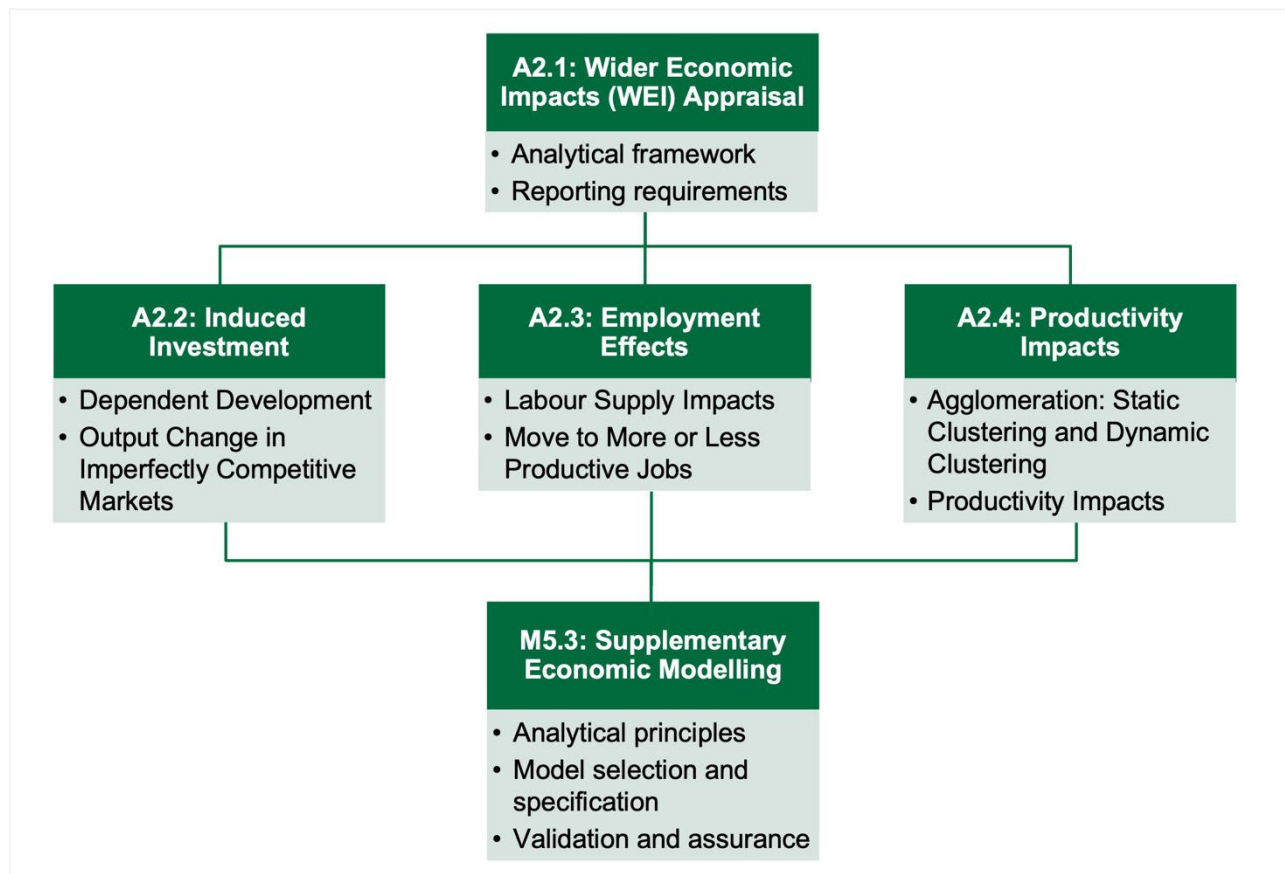 A2.1: Wider Economic
Impacts (WEI) Appraisal
• Analytical framework
• Reporting requirements
A2.2: Induced
Investment
• Dependent Development
• Output Change in
Imperfectly Competitive
Markets
A2.3: Employment
Effects
• Labour Supply Impacts
• Move to More or Less
Productive Jobs
A2.4: Productivity
Impacts
• Agglomeration: Static
Clustering and Dynamic
Clustering
• Productivity Impacts
M5.3: Supplementary
Economic Modelling
• Analytical principles
• Model selection and
specification
• Validation and assurance